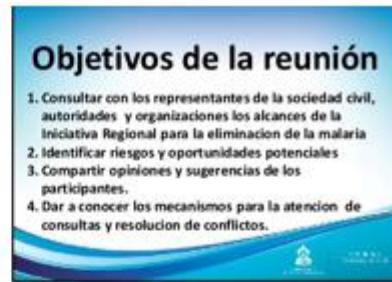 Objetivos de la reunión
1. Consultar con los representantes de la sociedad civil,
autoridades y organizaciones los alcances de la
Iniciativa Regional para la eliminacion de la malaria
2. Identificar riesgos y oportunidades potenciales
3. Compartir opiniones y sugerencias de los
participantes.
4. Dar a conocer los mecanismos para la atencion de
consultas y resolucion de conflictos.